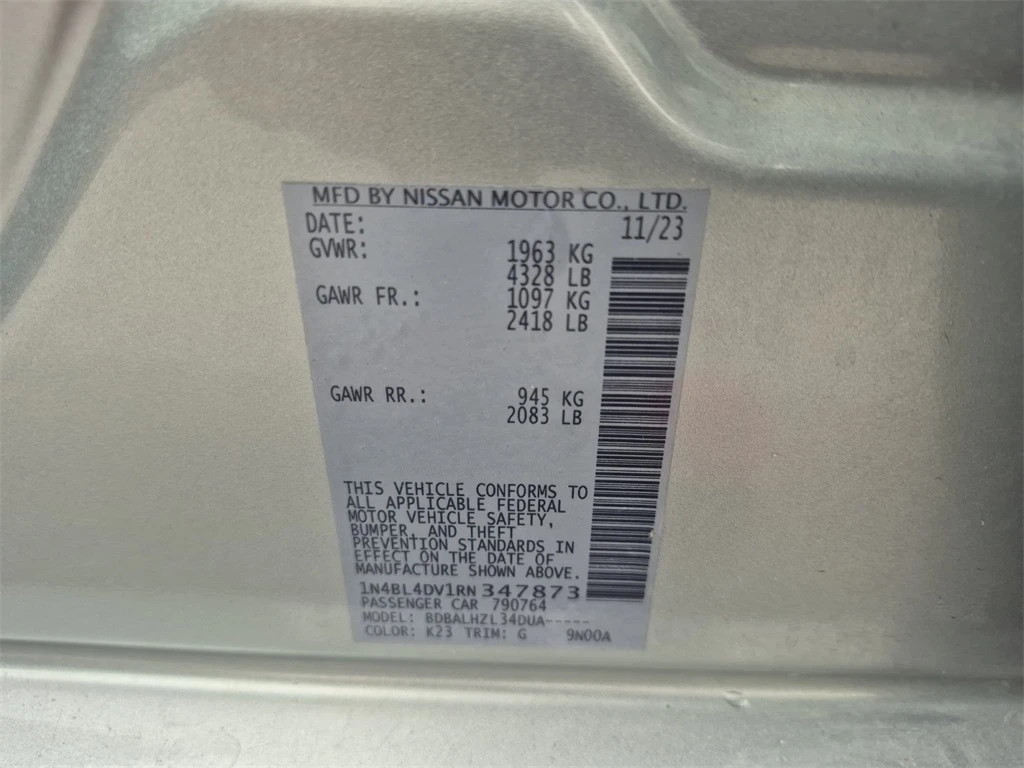 MFD BY NISSAN MOTOR CO., LTD.
DATE: 11/23
GVWR: 1963 KG
4328 LB
GAWR FR.: 1097 KG
2418 LB
GAWR RR.: 945 KG
2083 LB
THIS VEHICLE CONFORMS TO
ALL APPLICABLE FEDERAL
MOTOR VEHICLE SAFETY,
BUMPER, AND THEFT
PREVENTION STANDARDS IN
EFFECT ON THE DATE OF
MANUFACTURE SHOWN ABOVE.
1N4BL4DV1RN347873
PASSENGER CAR 790764
MODEL: BDBALHZL34DUA-----
COLOR: K23 TRIM: G 9N00A